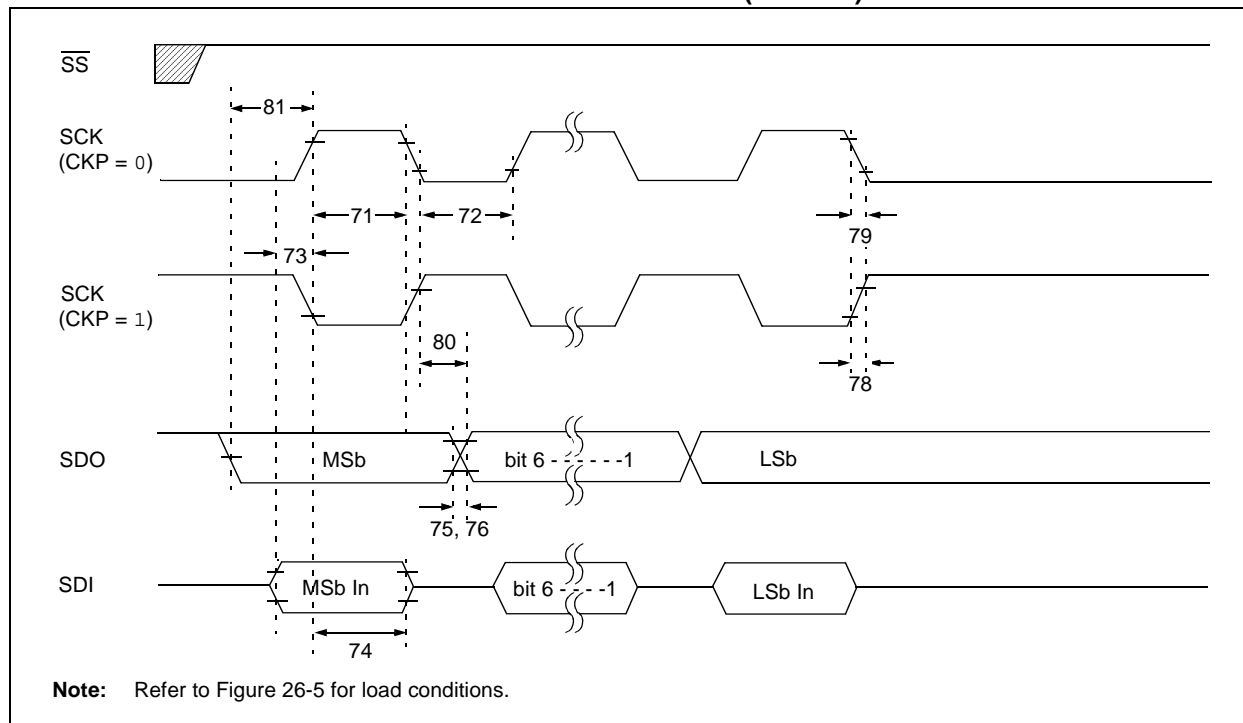 SS
81
SCK
(CKP = 0)
71
72
79
73
SCK
(CKP = 1)
80
78
SDO
MSb
bit 6 - - - - - -1
LSb
75, 76
SDI
MSb In
bit 6 - - - - -1
LSb In
74
Note: Refer to Figure 26-5 for load conditions.